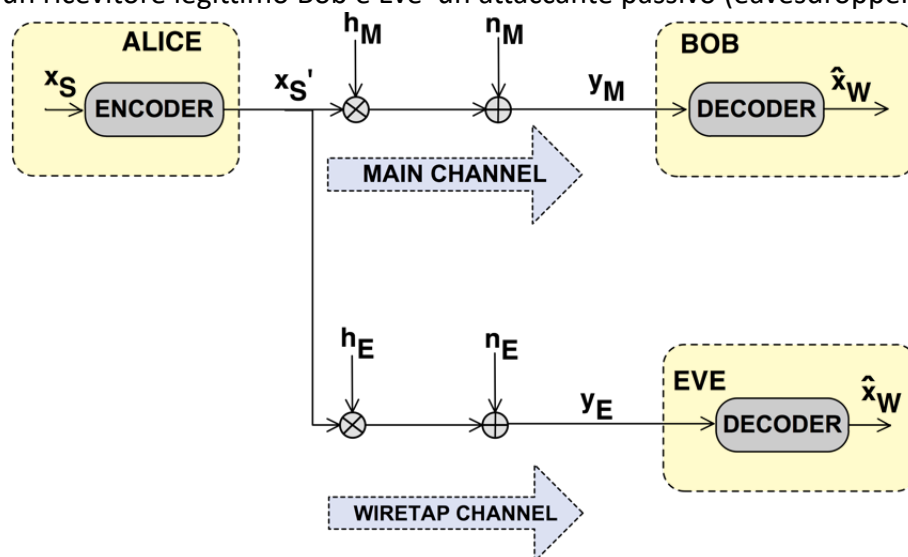 un ricevitore legittimo Bob e Eve un attaccante passivo (eavesdropper
ALICE
h_M
n_M
BOB
x_S
ENCODER
x_S'
y_M
DECODER
x̂_W
MAIN CHANNEL
h_E
n_E
EVE
y_E
DECODER
x̂_W
WIRETAP CHANNEL